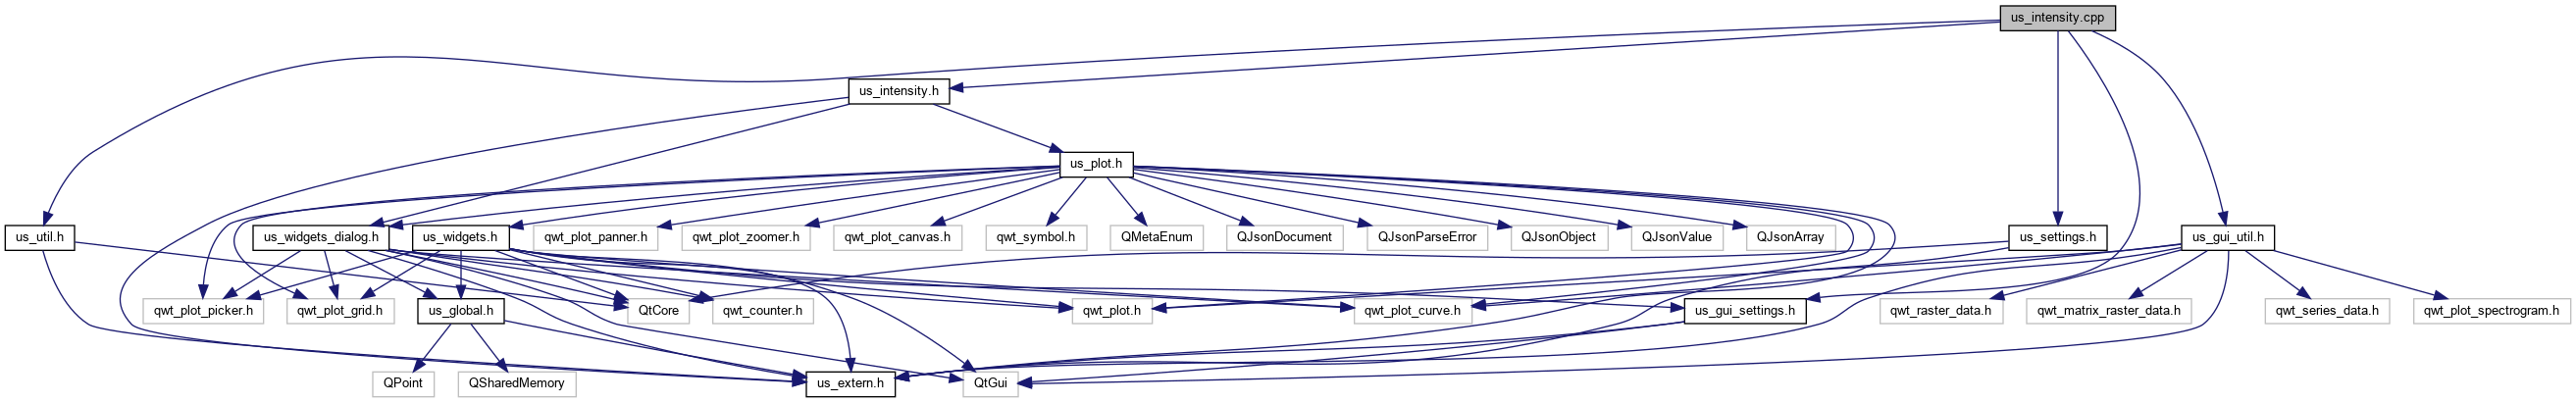 us_intensity.cpp
us_intensity.h
us_plot.h
us_util.h
us_widgets_dialog.h
us_widgets.h
qwt_plot_panner.h
qwt_plot_zoomer.h
qwt_plot_canvas.h
qwt_symbol.h
QMetaEnum
QJsonDocument
QJsonParseError
QJsonObject
QJsonValue
QJsonArray
us_settings.h
us_gui_util.h
qwt_plot_picker.h
qwt_plot_grid.h
us_global.h
QtCore
qwt_counter.h
qwt_plot.h
qwt_plot_curve.h
us_gui_settings.h
qwt_raster_data.h
qwt_matrix_raster_data.h
qwt_series_data.h
qwt_plot_spectrogram.h
QPoint
QSharedMemory
us_extern.h
QtGui